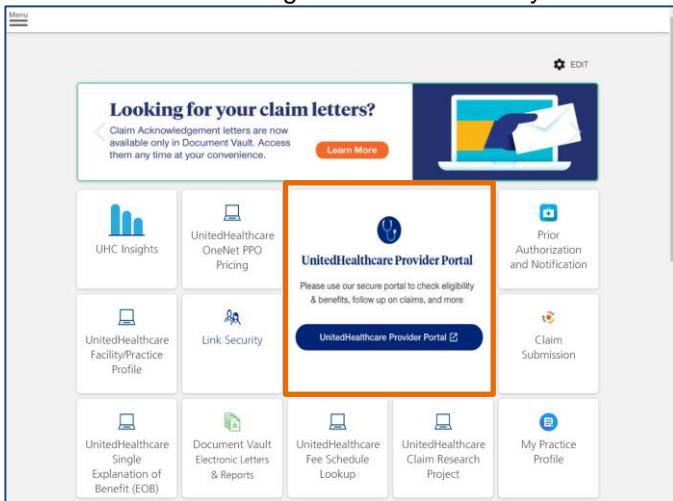 Menu
EDIT
Looking for your claim letters?
Claim Acknowledgement letters are now
available only in Document Vault. Access
them any time at your convenience.
Learn More
UHC Insights
UnitedHealthcare
OneNet PPO
Pricing
UnitedHealthcare Provider Portal
Please use our secure portal to check eligibility
& benefits, follow up on claims, and more
UnitedHealthcare Provider Portal
Prior
Authorization
and Notification
UnitedHealthcare
Facility/Practice
Profile
Link Security
Claim
Submission
UnitedHealthcare
Single
Explanation of
Benefit (EOB)
Document Vault
Electronic Letters
& Reports
UnitedHealthcare
Fee Schedule
Lookup
UnitedHealthcare
Claim Research
Project
My Practice
Profile